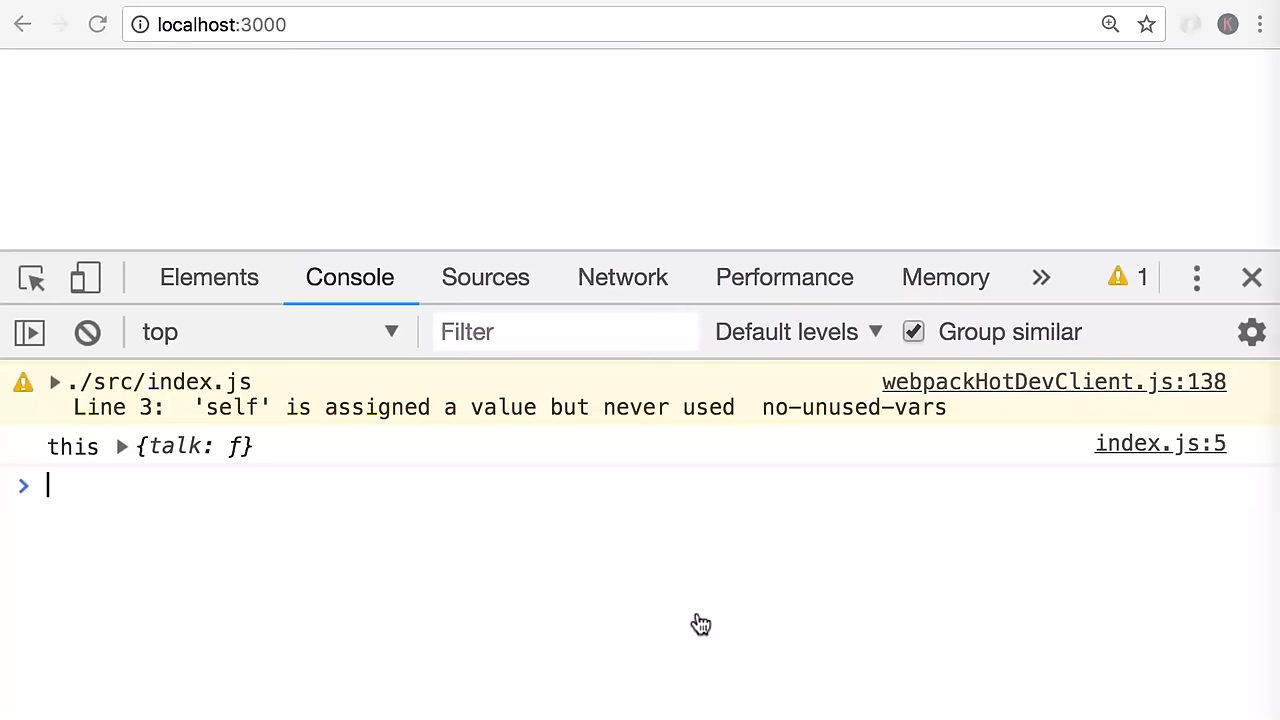 localhost:3000
K
Elements Console Sources Network Performance Memory » 1
top Filter Default levels Group similar
./src/index.js webpackHotDevClient.js:138
Line 3: 'self' is assigned a value but never used no-unused-vars
this {talk: ƒ} index.js:5
>